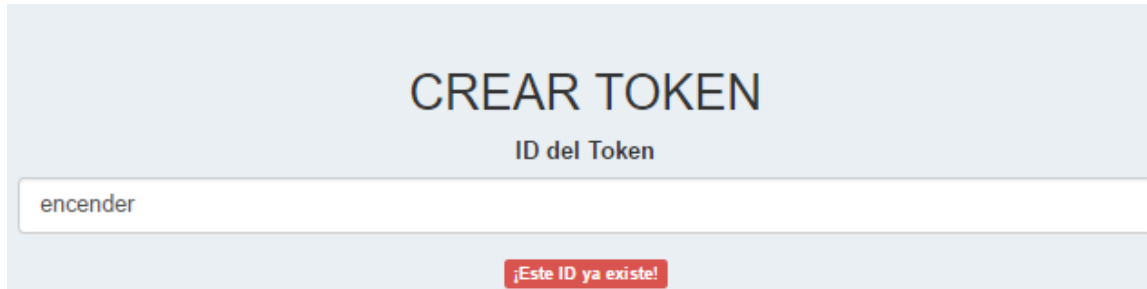 CREAR TOKEN
ID del Token
encender
¡Este ID ya existe!